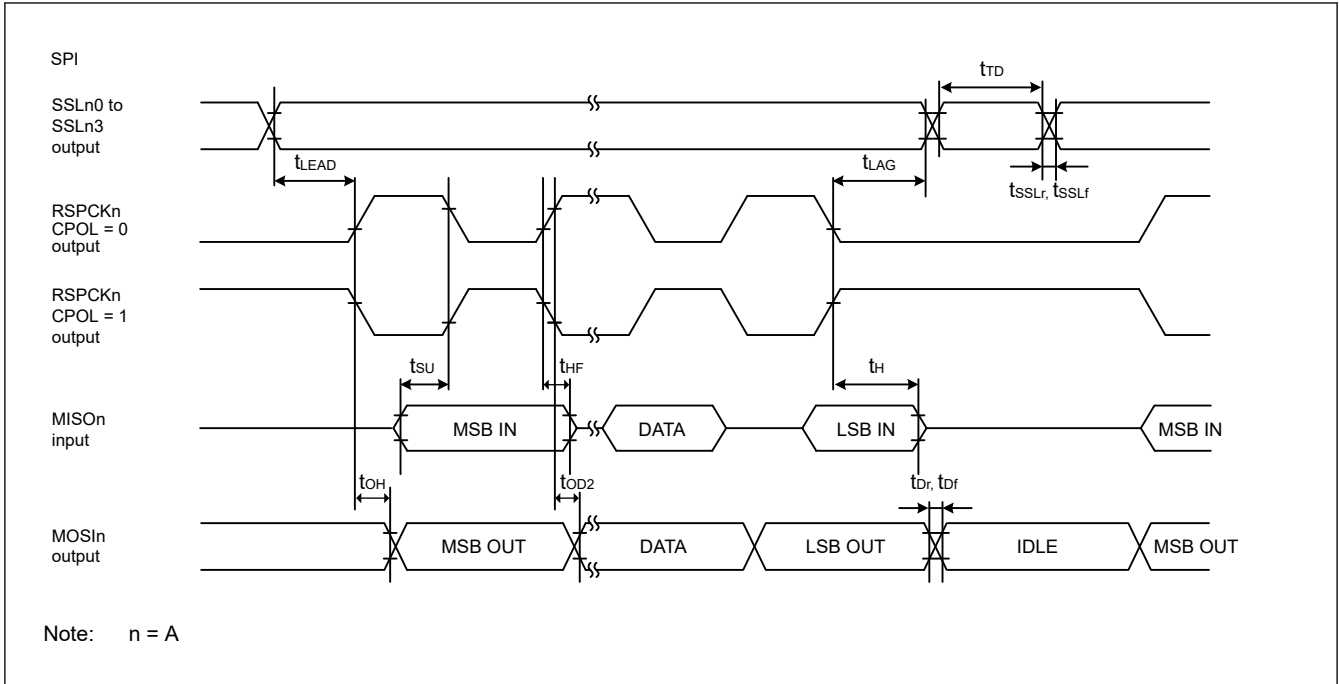 SPI
tTD
SSLn0 to
SSLn3
output
tLEAD
tLAG
tSSLr, tSSLf
RSPCKn
CPOL = 0
output
RSPCKn
CPOL = 1
output
tSU
tHF
tH
MISOn
input
MSB IN
DATA
LSB IN
MSB IN
tOH
tOD2
tDr, tDf
MOSIn
output
MSB OUT
DATA
LSB OUT
IDLE
MSB OUT
Note: n = A